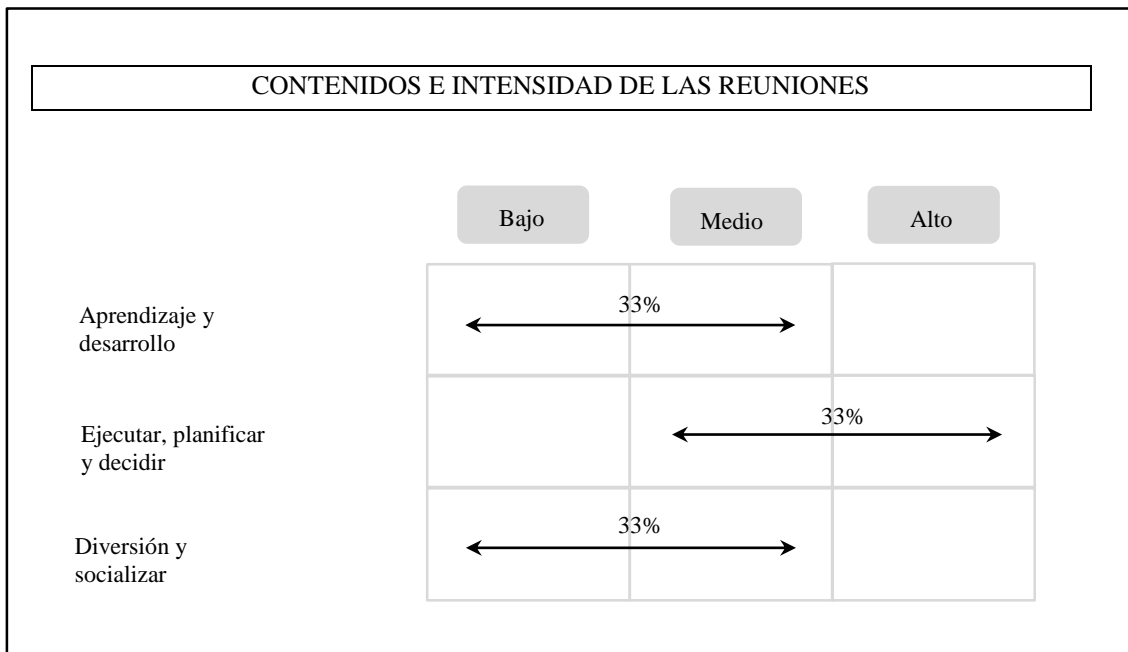 CONTENIDOS E INTENSIDAD DE LAS REUNIONES
Bajo
Medio
Alto
Aprendizaje y
desarrollo
33%
Ejecutar, planificar
y decidir
33%
Diversión y
socializar
33%